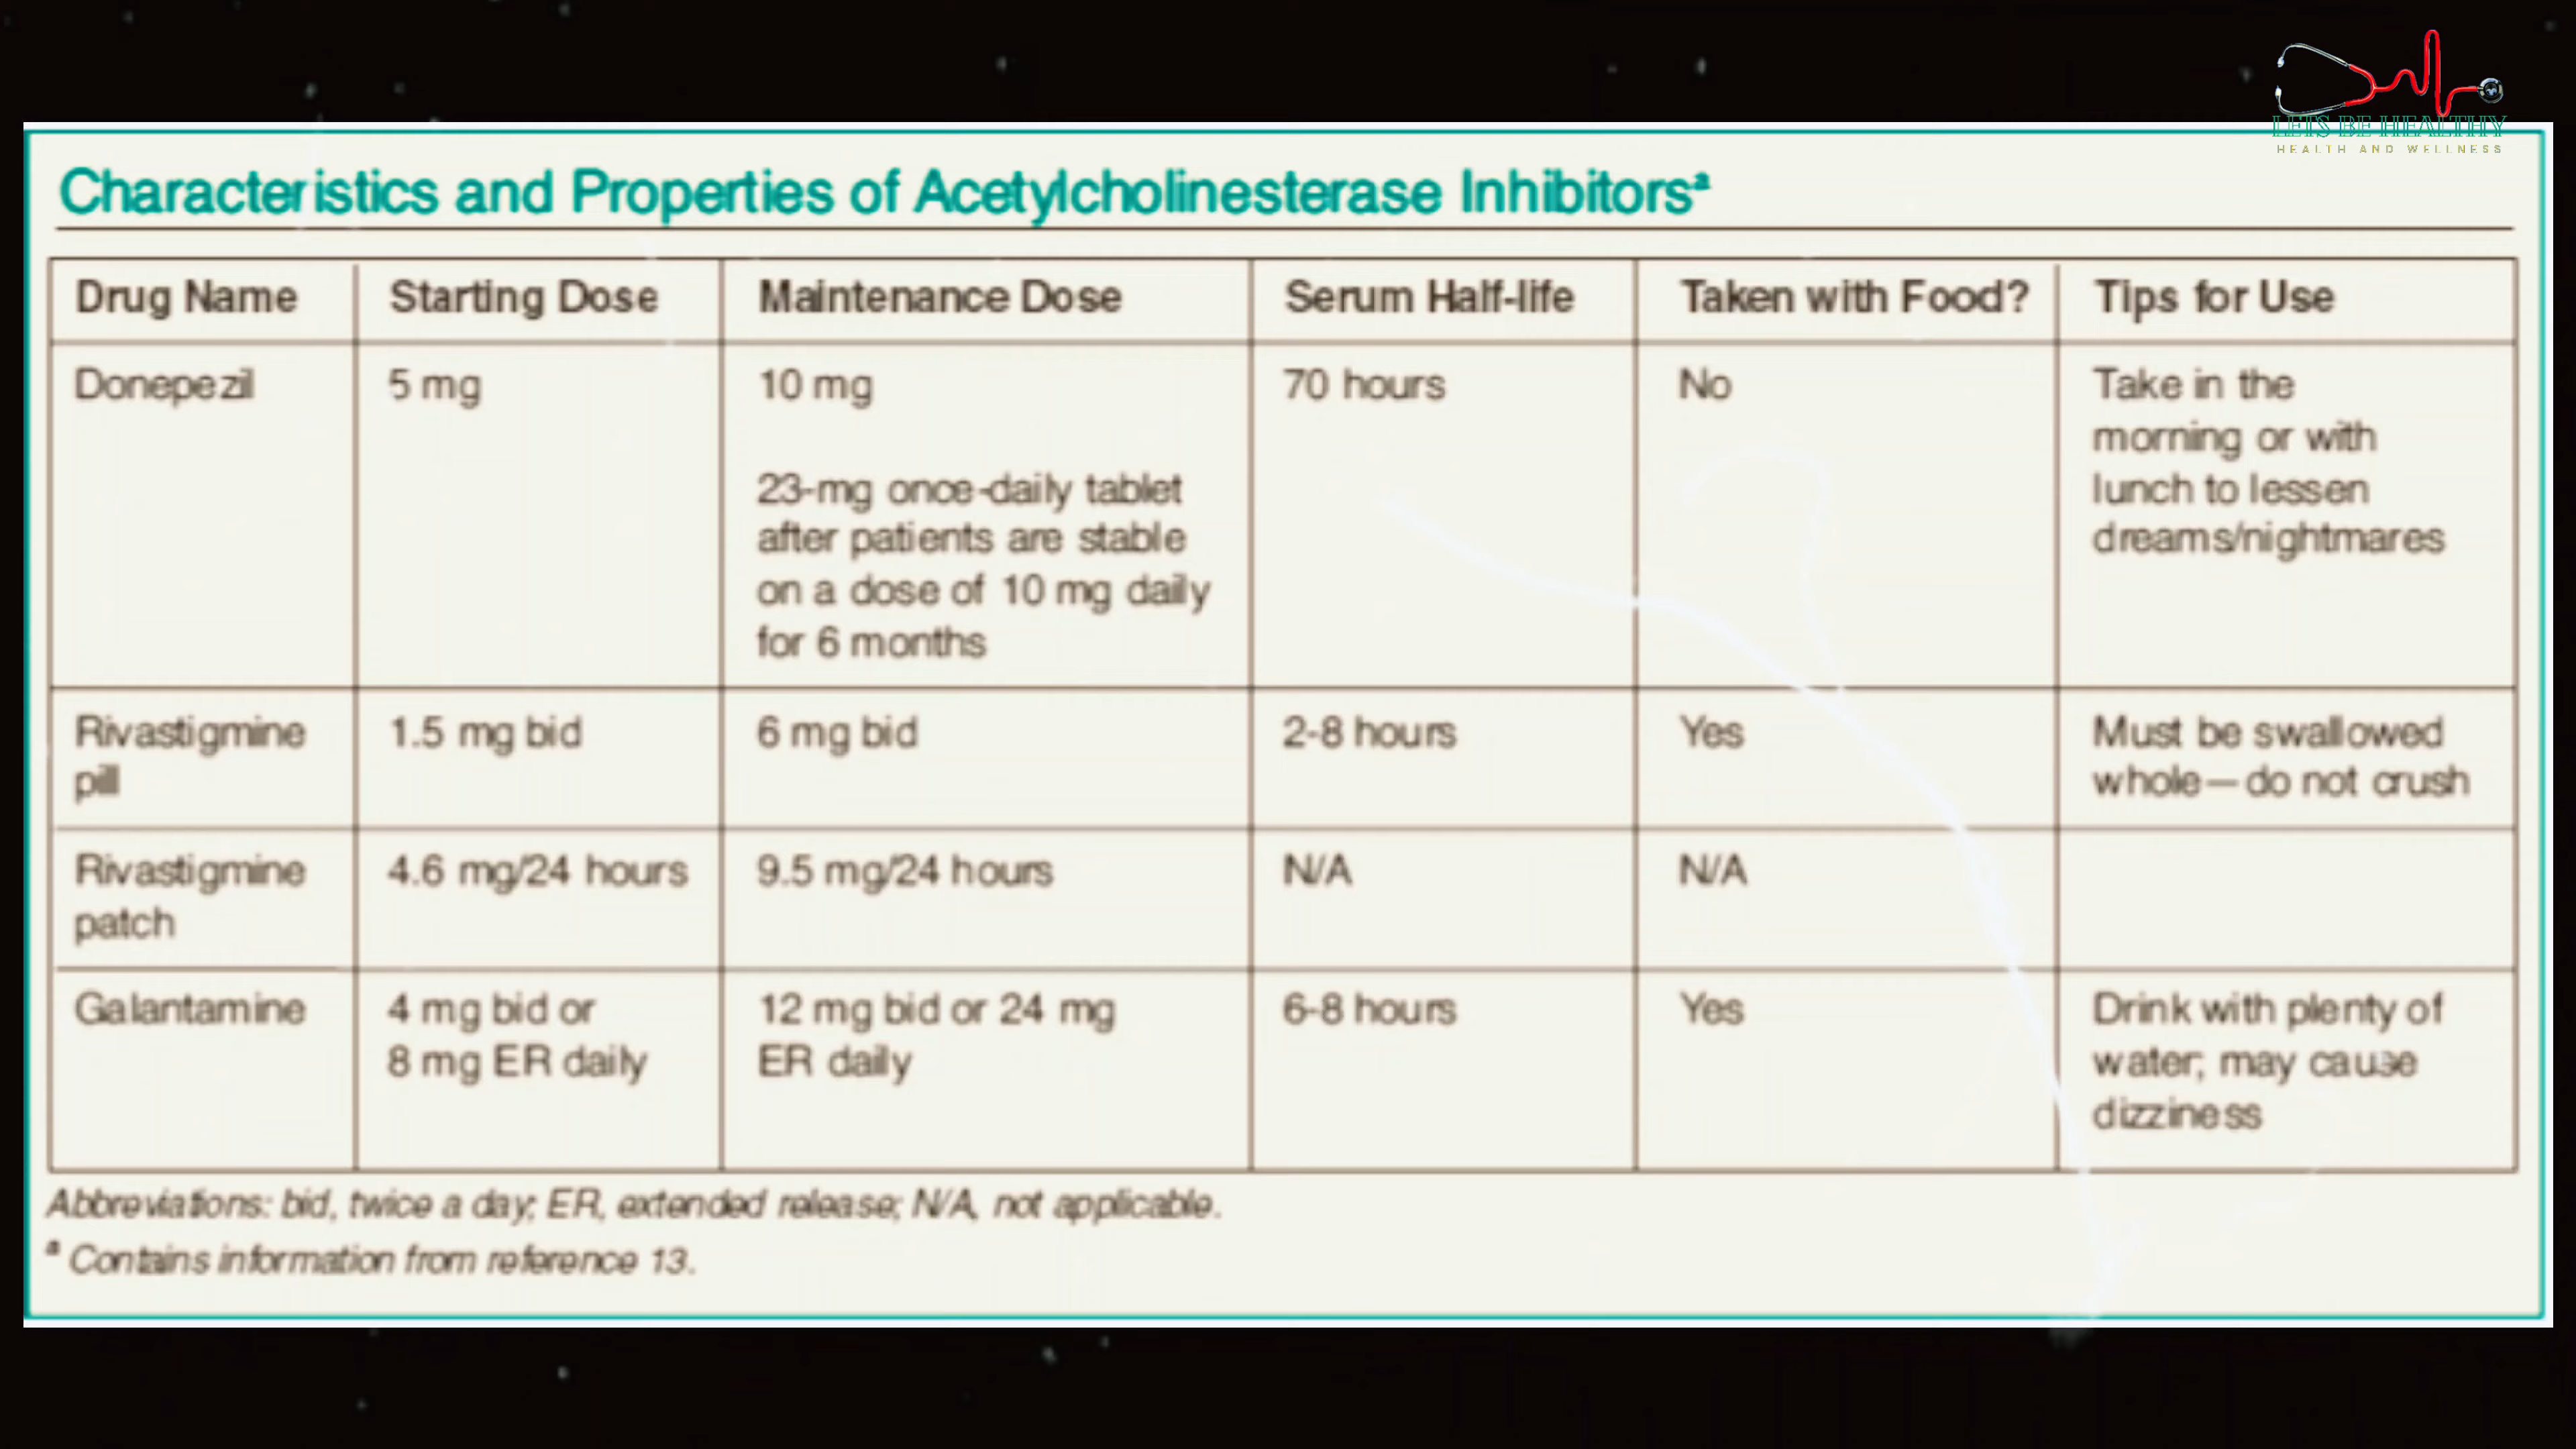 LETS BE HEALTHY
HEALTH AND WELLNESS
Characteristics and Properties of Acetylcholinesterase Inhibitorsª
Drug Name Starting Dose Maintenance Dose Serum Half-life Taken with Food? Tips for Use
Donepezil 5 mg 10 mg 70 hours No Take in the
morning or with
23-mg once-daily tablet lunch to lessen
after patients are stable dreams/nightmares
on a dose of 10 mg daily
for 6 months
Rivastigmine 1.5 mg bid 6 mg bid 2-8 hours Yes Must be swallowed
pill whole—do not crush
Rivastigmine 4.6 mg/24 hours 9.5 mg/24 hours N/A N/A
patch
Galantamine 4 mg bid or 12 mg bid or 24 mg 6-8 hours Yes Drink with plenty of
8 mg ER daily ER daily water; may cause
dizziness
Abbreviations: bid, twice a day; ER, extended release; N/A, not applicable.
ª Contains information from reference 13.